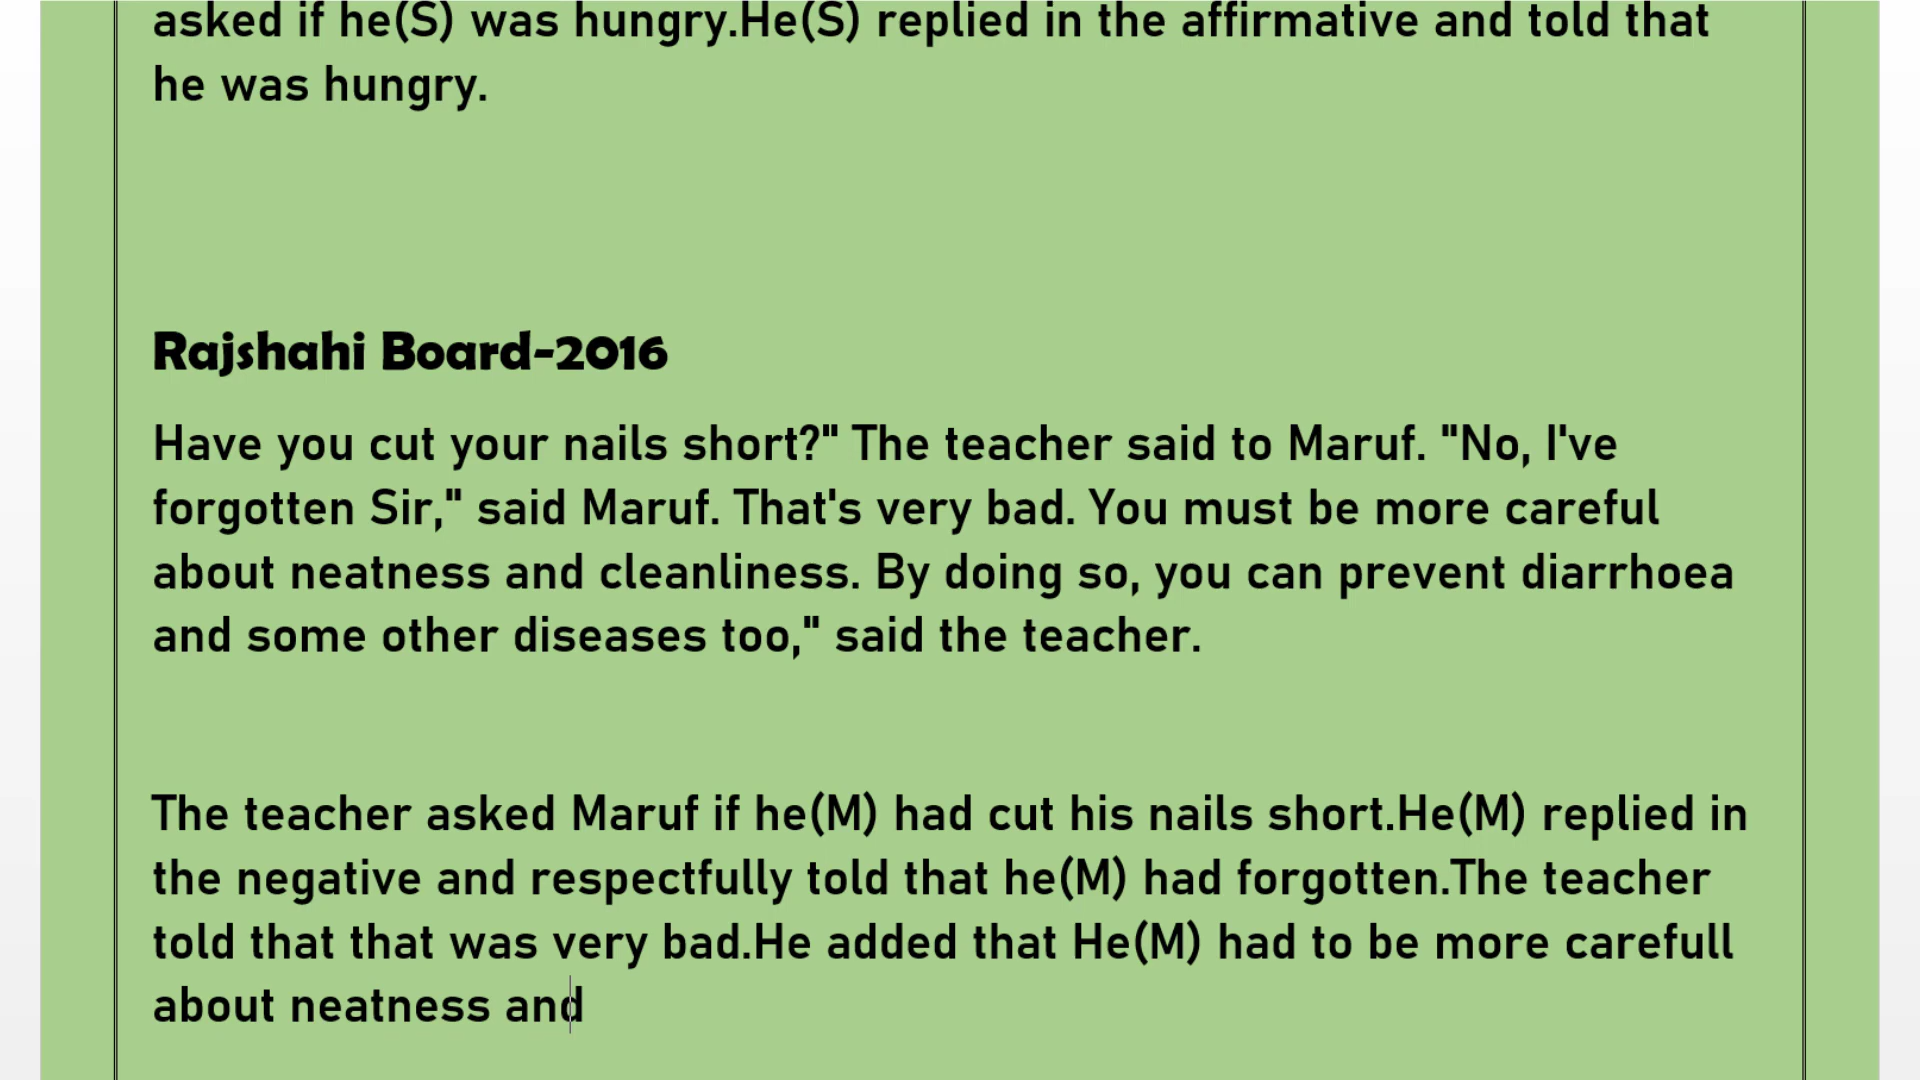 asked if he(S) was hungry.He(S) replied in the affirmative and told that
he was hungry.
Rajshahi Board-2016
Have you cut your nails short?" The teacher said to Maruf. "No, I've
forgotten Sir," said Maruf. That's very bad. You must be more careful
about neatness and cleanliness. By doing so, you can prevent diarrhoea
and some other diseases too," said the teacher.
The teacher asked Maruf if he(M) had cut his nails short.He(M) replied in
the negative and respectfully told that he(M) had forgotten.The teacher
told that that was very bad.He added that He(M) had to be more carefull
about neatness and